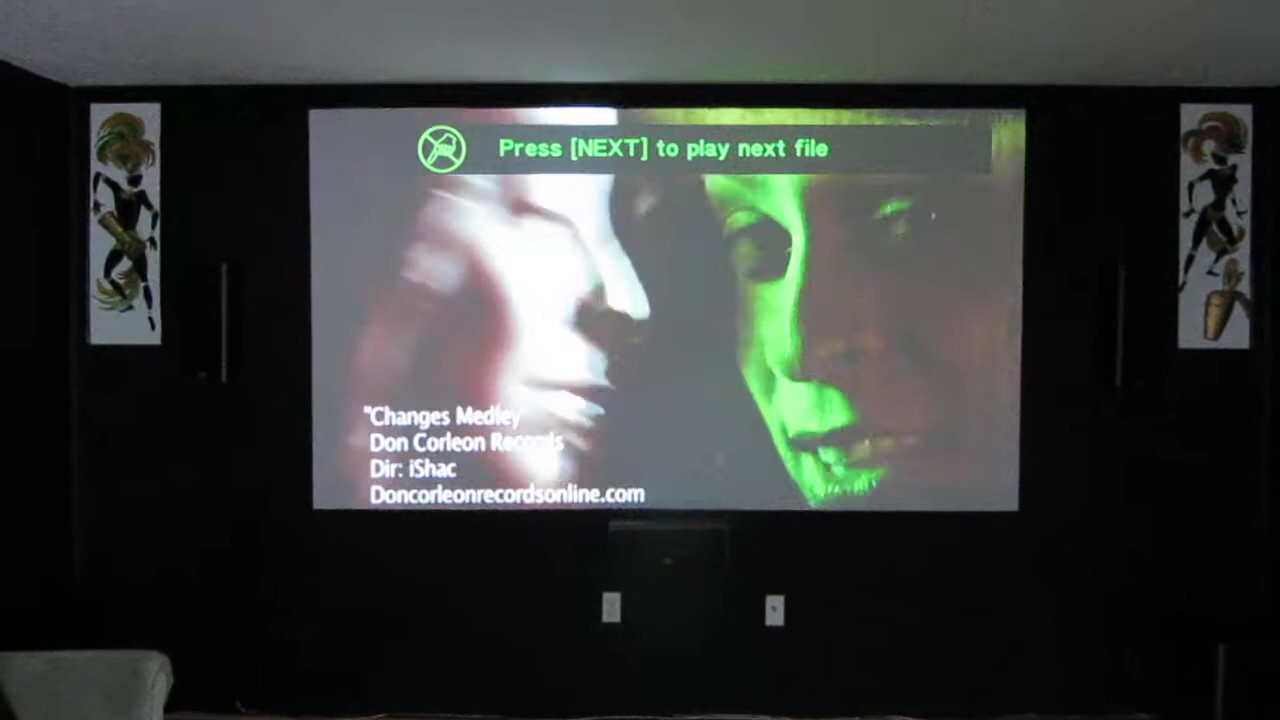 Press [NEXT] to play next file
"Changes Medley
Don Corleon Records
Dir: iShac
Doncorleonrecordsonline.com